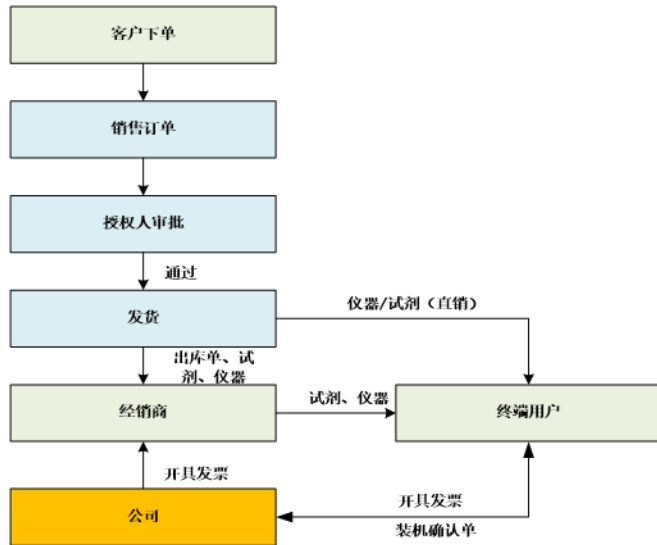 客户下单
销售订单
授权人审批
通过
发货
仪器/试剂（直销）
出库单、试
剂、仪器
经销商
试剂、仪器
终端用户
开具发票
公司
开具发票
装机确认单